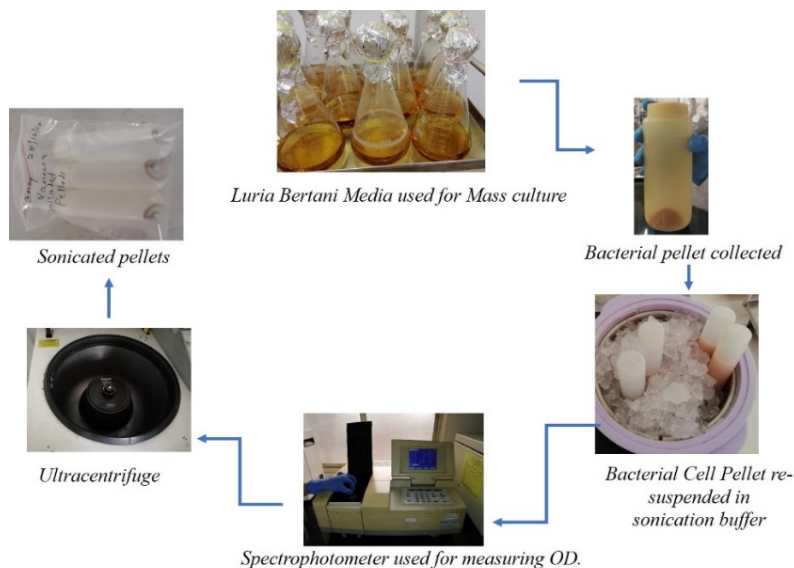 Luria Bertani Media used for Mass culture
Bacterial pellet collected
Bacterial Cell Pellet re-
suspended in
sonication buffer
Spectrophotometer used for measuring OD.
Ultracentrifuge
Sonicated pellets
Pellets